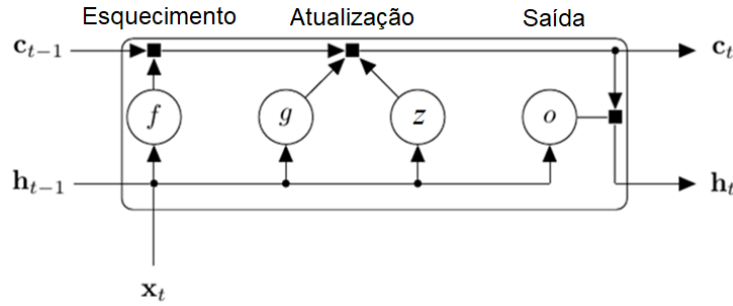 Esquecimento Atualização Saída
c_{t−1} c_t
f g z o
h_{t−1} h_t
x_t